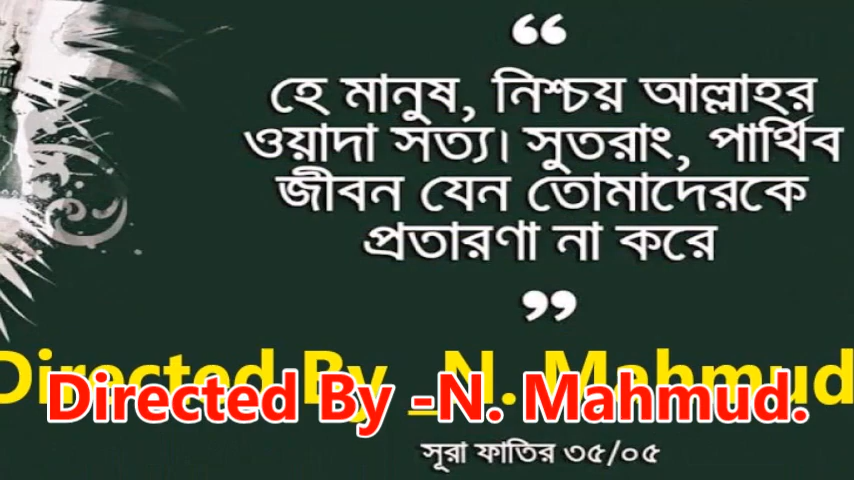 “
হে মানুষ, নিশ্চয় আল্লাহর
ওয়াদা সত্য। সুতরাং, পার্থিব
জীবন যেন তোমাদেরকে
প্রতারণা না করে
”
Directed By _N. Mahmud
Directed By -N. Mahmud.
সূরা ফাতির ৩৫/০৫